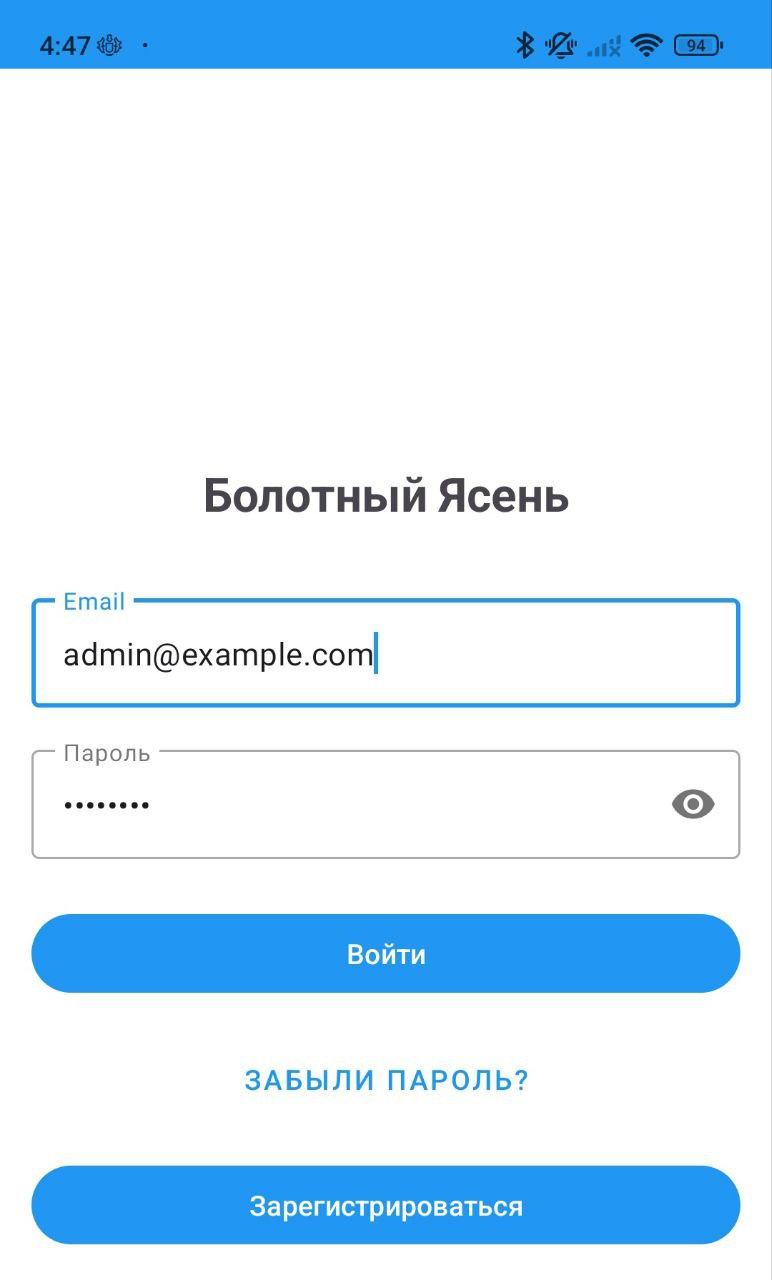 4:47
94
Болотный Ясень
Email
admin@example.com
Пароль
••••••••
Войти
ЗАБЫЛИ ПАРОЛЬ?
Зарегистрироваться